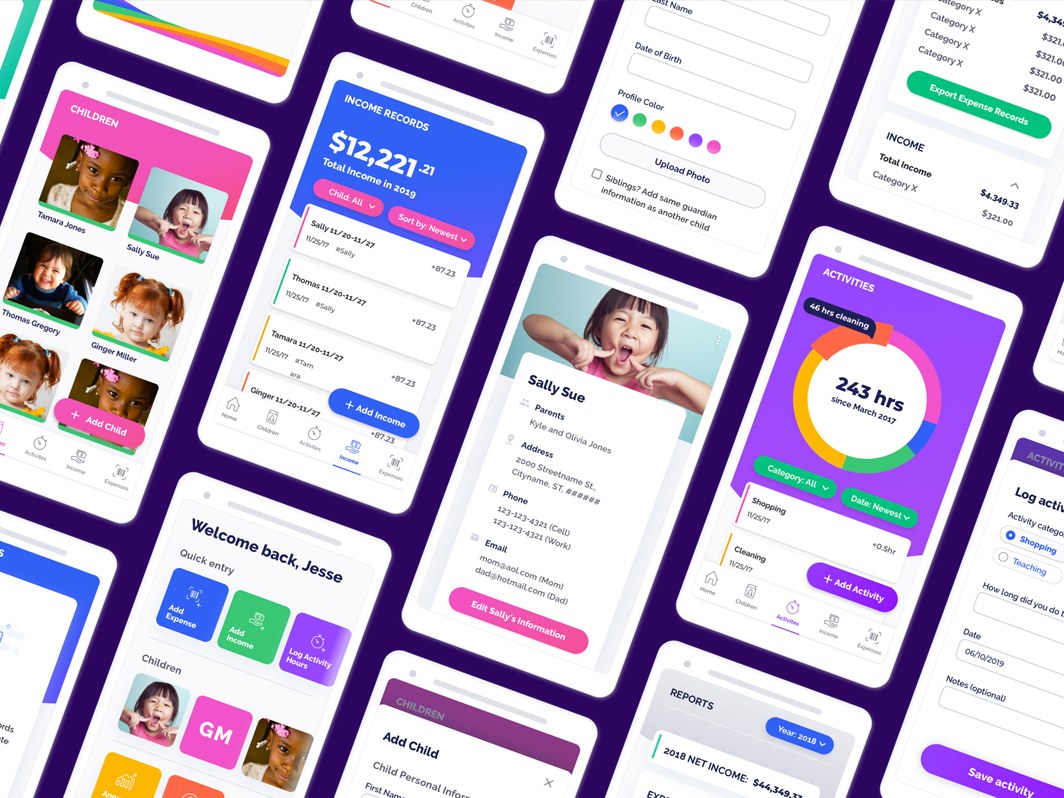 Children
Activites
Income
Expenses
CHILDREN
Tamara Jones
Sally Sue
Thomas Gregory
Ginger Miller
+ Add Child
Activites
Income
Expenses
INCOME RECORDS
$12,221.21
Total Income in 2019
Child: All
Sort by: Newest
Sally 11/20-11/27
11/25/17 #Sally
+87.23
Thomas 11/20-11/27
11/25/17 #Sally
+87.23
Tamara 11/20-11/27
11/25/17 #Tam
ara
+87.23
Ginger 11/20-11/27
+87.23
+ Add Income
Home
Children
Activites
Income
Expenses
Last Name
Date of Birth
Profile Color
Upload Photo
Siblings? Add same guardian
information as another child
$4,349.33
Category X
$321.00
Category X
$321.00
Category X
$321.00
Category X
$321.00
Export Expense Records
INCOME
Total Income
$4,349.33
Category X
$321.00
Sally Sue
Parents
Kyle and Olivia Jones
Address
2000 Streetname St.,
Cityname, ST, ######
Phone
123-123-4321 (Cell)
123-123-4321 (Work)
Email
mom@aol.com (Mom)
dad@hotmail.com (Dad)
Edit Sally's Information
ACTIVITIES
46 hrs cleaning
243 hrs
since March 2017
Category: All
Date: Newest
Shopping
11/25/17
+0.5hr
Cleaning
11/25/17
+ Add Activity
Home
Children
Activites
Income
Expenses
Welcome back, Jesse
Quick entry
Add
Expense
Add
Income
Log Activity
Hours
Children
GM
CHILDREN
Add Child
Child Personal Infor
First Name
REPORTS
Year: 2018
2018 NET INCOME: $44,349.33
Log activ
Activity catego
Shopping
Teaching
How long did you do t
Date
06/10/2019
Notes (optional)
Save activity